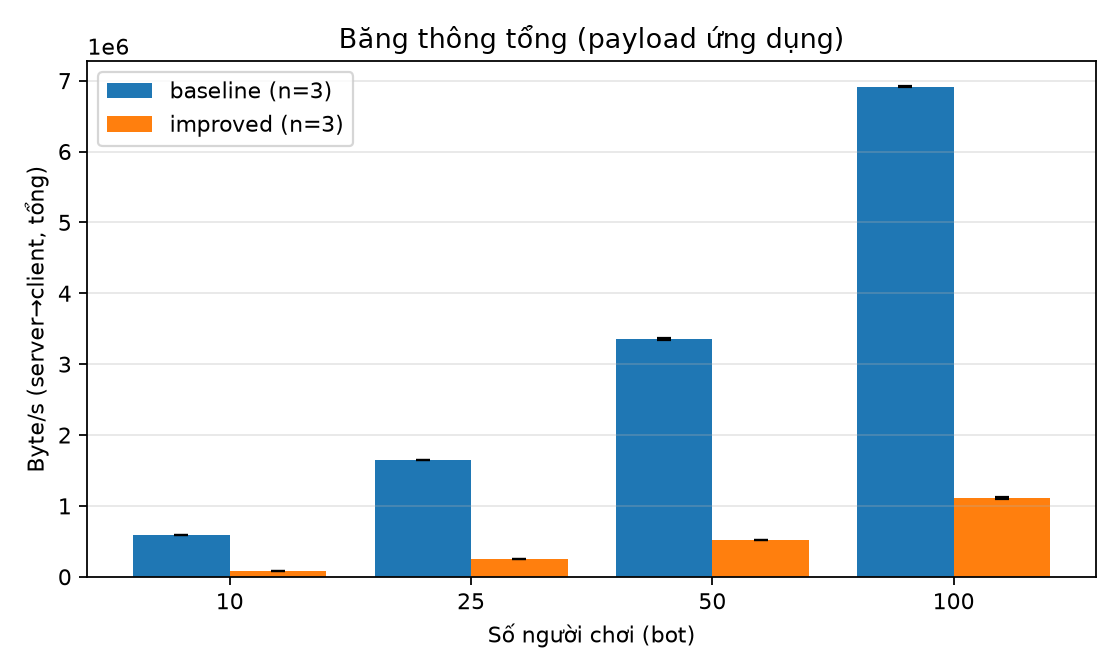 Băng thông tổng (payload ứng dụng)
1e6
baseline (n=3)
improved (n=3)
Byte/s (server→client, tổng)
7
6
5
4
3
2
1
0
10 25 50 100
Số người chơi (bot)